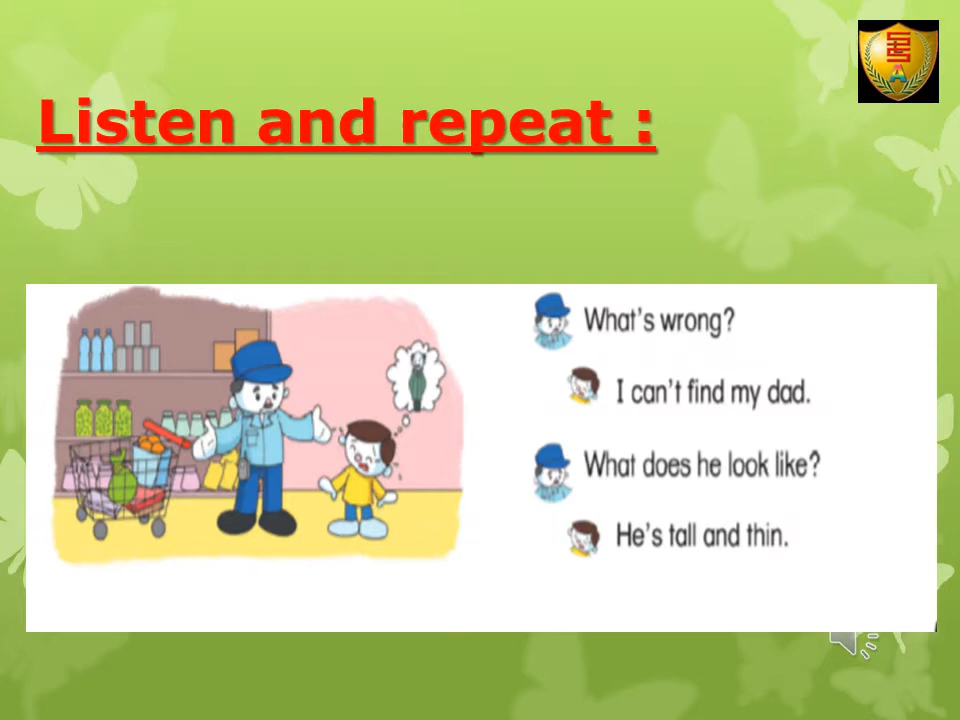 Listen and repeat :
What's wrong?
I can't find my dad.
What does he look like?
He's tall and thin.